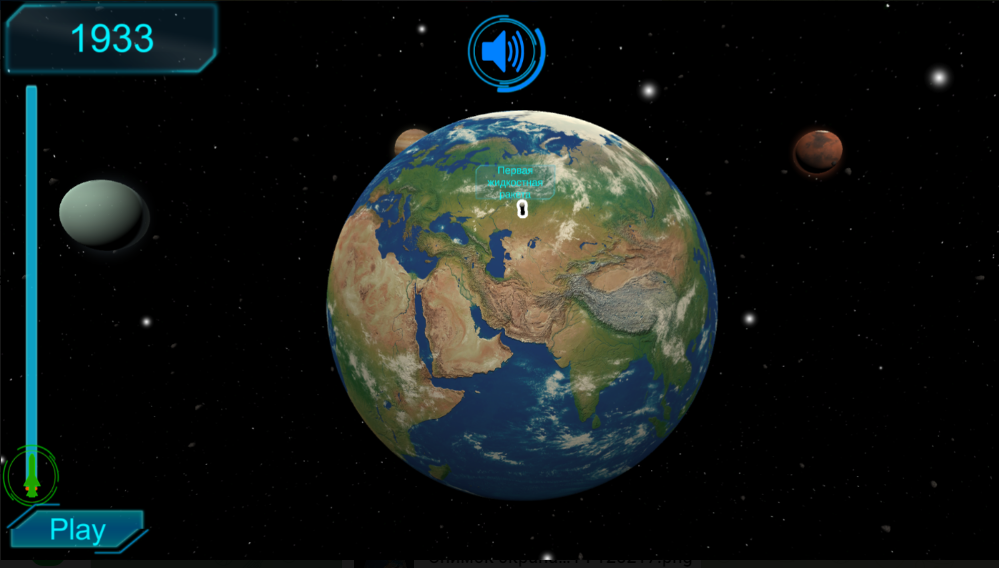 1933
Первая
жидкостная
ракета
Play